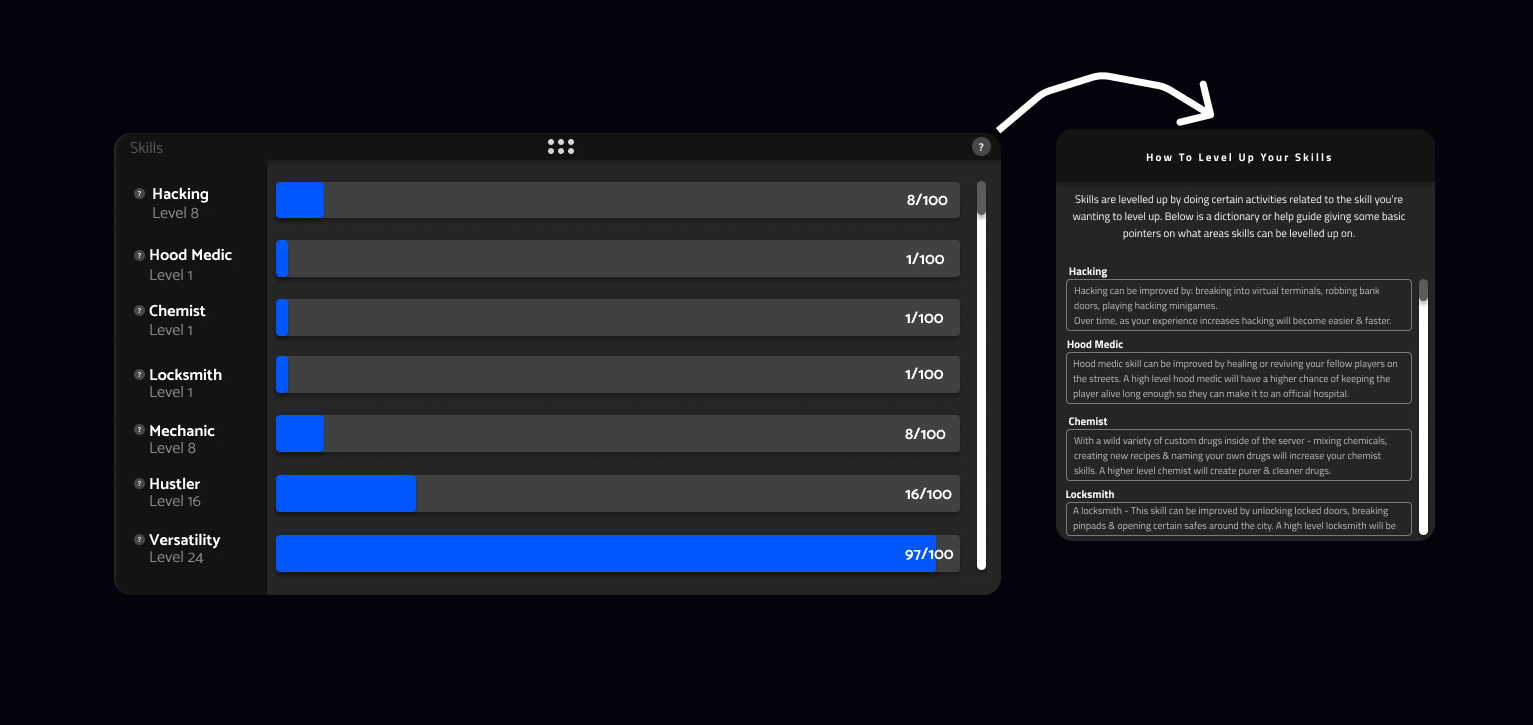 Skills
?
? Hacking
Level 8
8/100
? Hood Medic
Level 1
1/100
? Chemist
Level 1
1/100
? Locksmith
Level 1
1/100
? Mechanic
Level 8
8/100
? Hustler
Level 16
16/100
? Versatility
Level 24
97/100
How To Level Up Your Skills
Skills are levelled up by doing certain activities related to the skill you're
wanting to level up. Below is a dictionary or help guide giving some basic
pointers on what areas skills can be levelled up on.
Hacking
Hacking can be improved by: breaking into virtual terminals, robbing bank
doors, playing hacking minigames.
Over time, as your experience increases hacking will become easier & faster.
Hood Medic
Hood medic skill can be improved by healing or reviving your fellow players on
the streets. A high level hood medic will have a higher chance of keeping the
player alive long enough so they can make it to an official hospital.
Chemist
With a wild variety of custom drugs inside of the server - mixing chemicals,
creating new recipes & naming your own drugs will increase your chemist
skills. A higher level chemist will create purer & cleaner drugs.
Locksmith
A locksmith - This skill can be improved by unlocking locked doors, breaking
pinpads & opening certain safes around the city. A high level locksmith will be